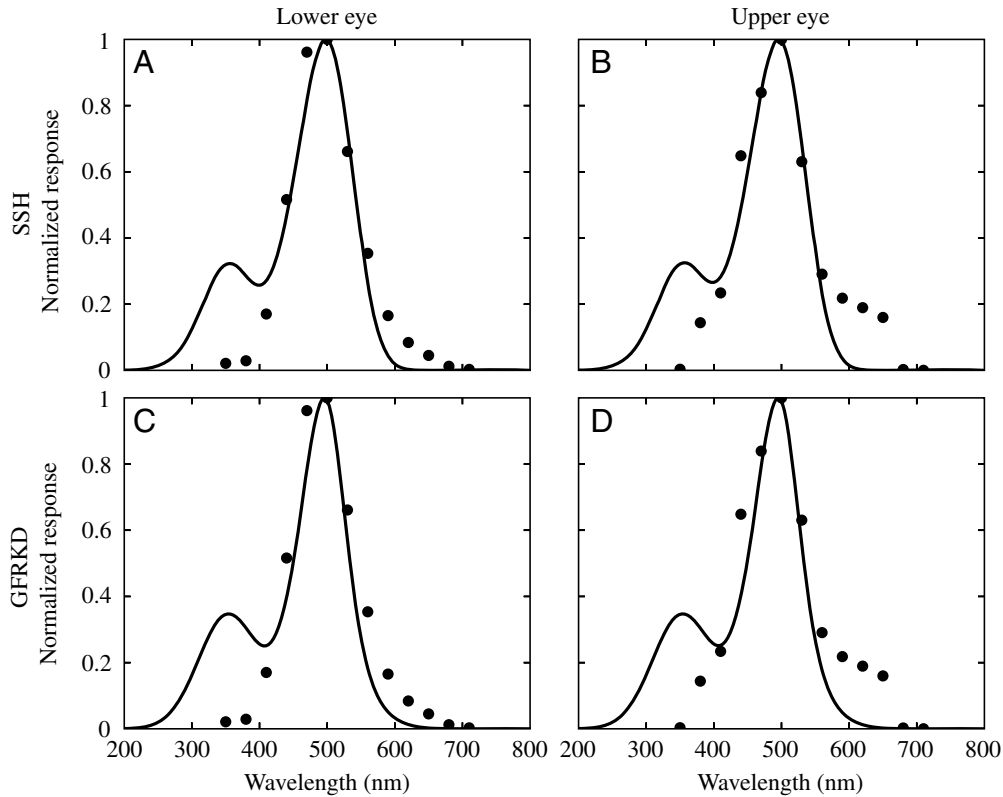 Lower eye
Upper eye
SSH
Normalized response
1
0.8
0.6
0.4
0.2
0
A
B
GFRKD
Normalized response
1
0.8
0.6
0.4
0.2
0
C
D
200 300 400 500 600 700 800
200 300 400 500 600 700 800
Wavelength (nm)
Wavelength (nm)